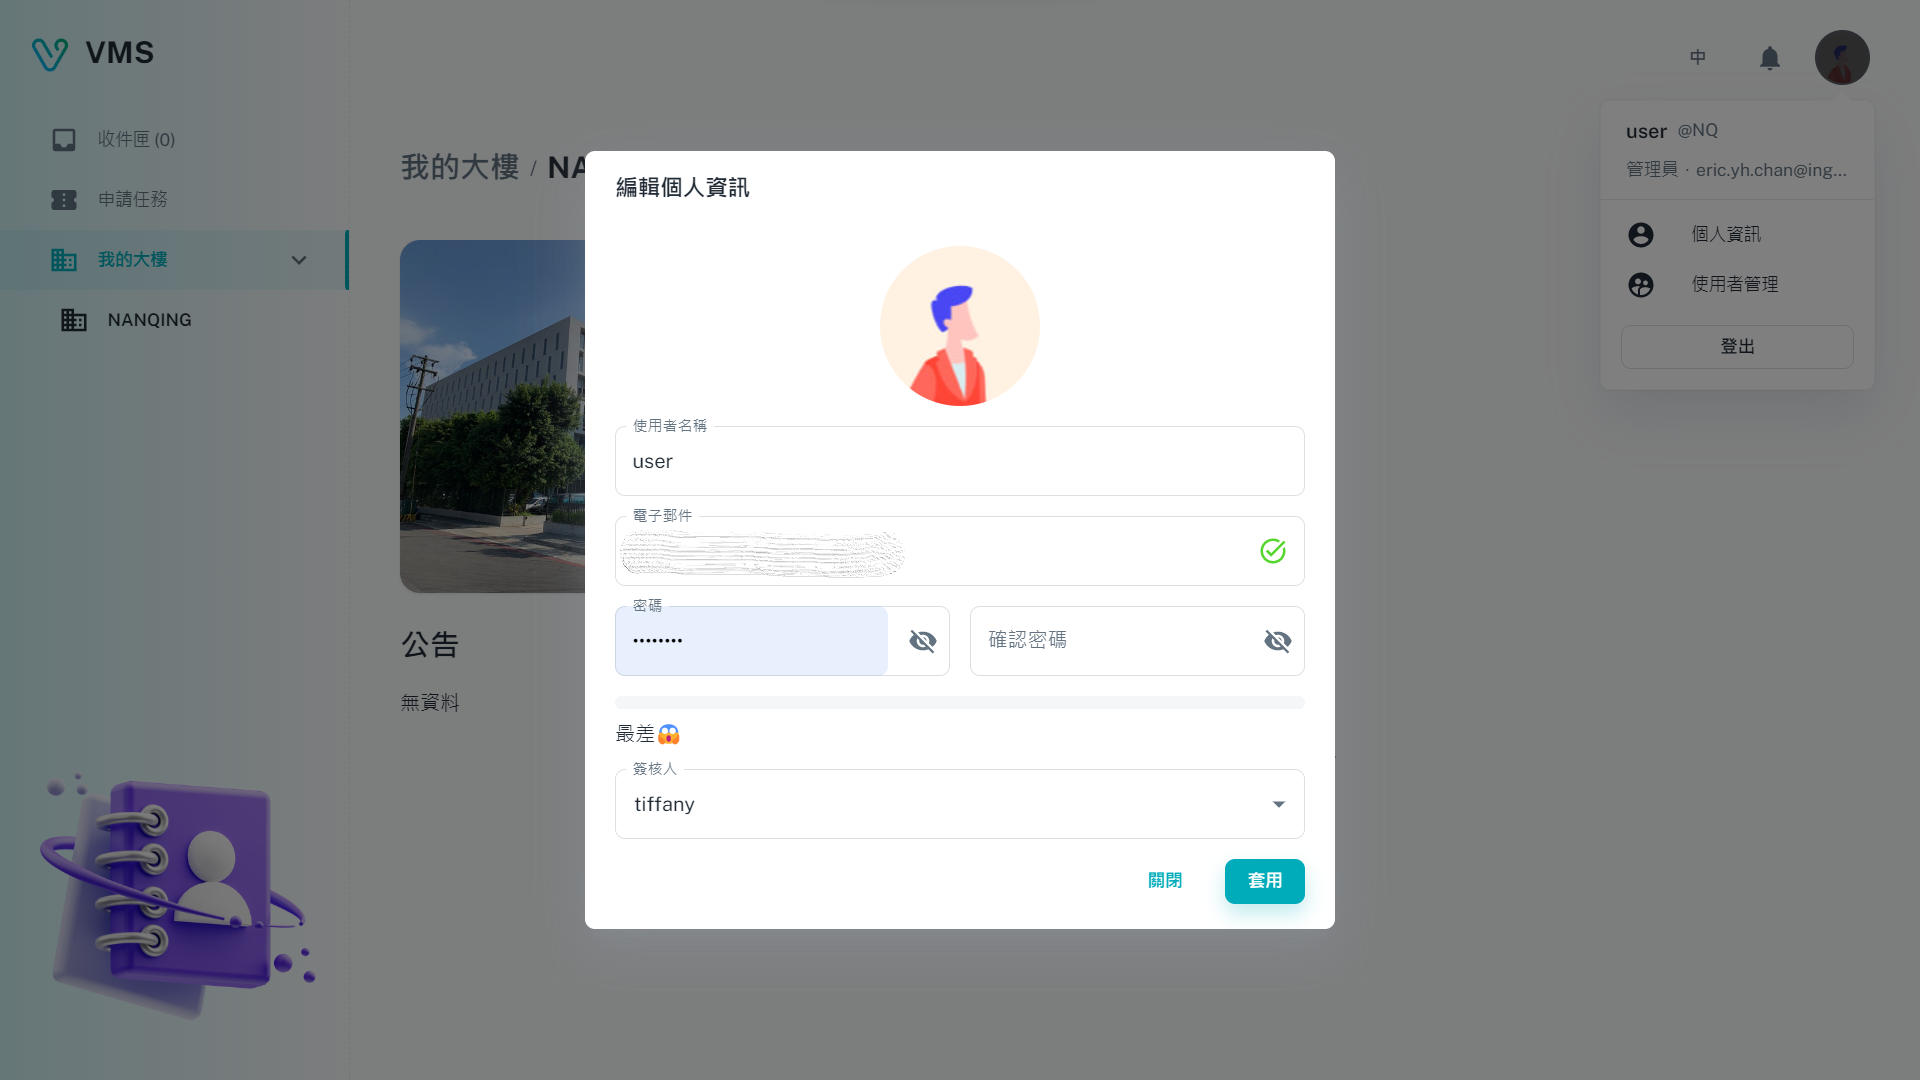 VMS
收件匣 (0)
申請任務
我的大樓
NANQING
我的大樓 / NA
公告
無資料
中
user @NQ
管理員 · eric.yh.chan@ing...
個人資訊
使用者管理
登出
編輯個人資訊
使用者名稱
user
電子郵件
密碼
••••••••
確認密碼
最差😱
簽核人
tiffany
關閉
套用